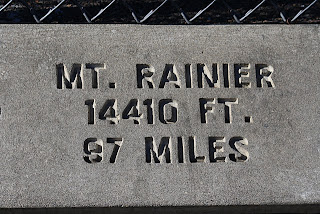 MT. RAINIER
14410 FT.
97 MILES